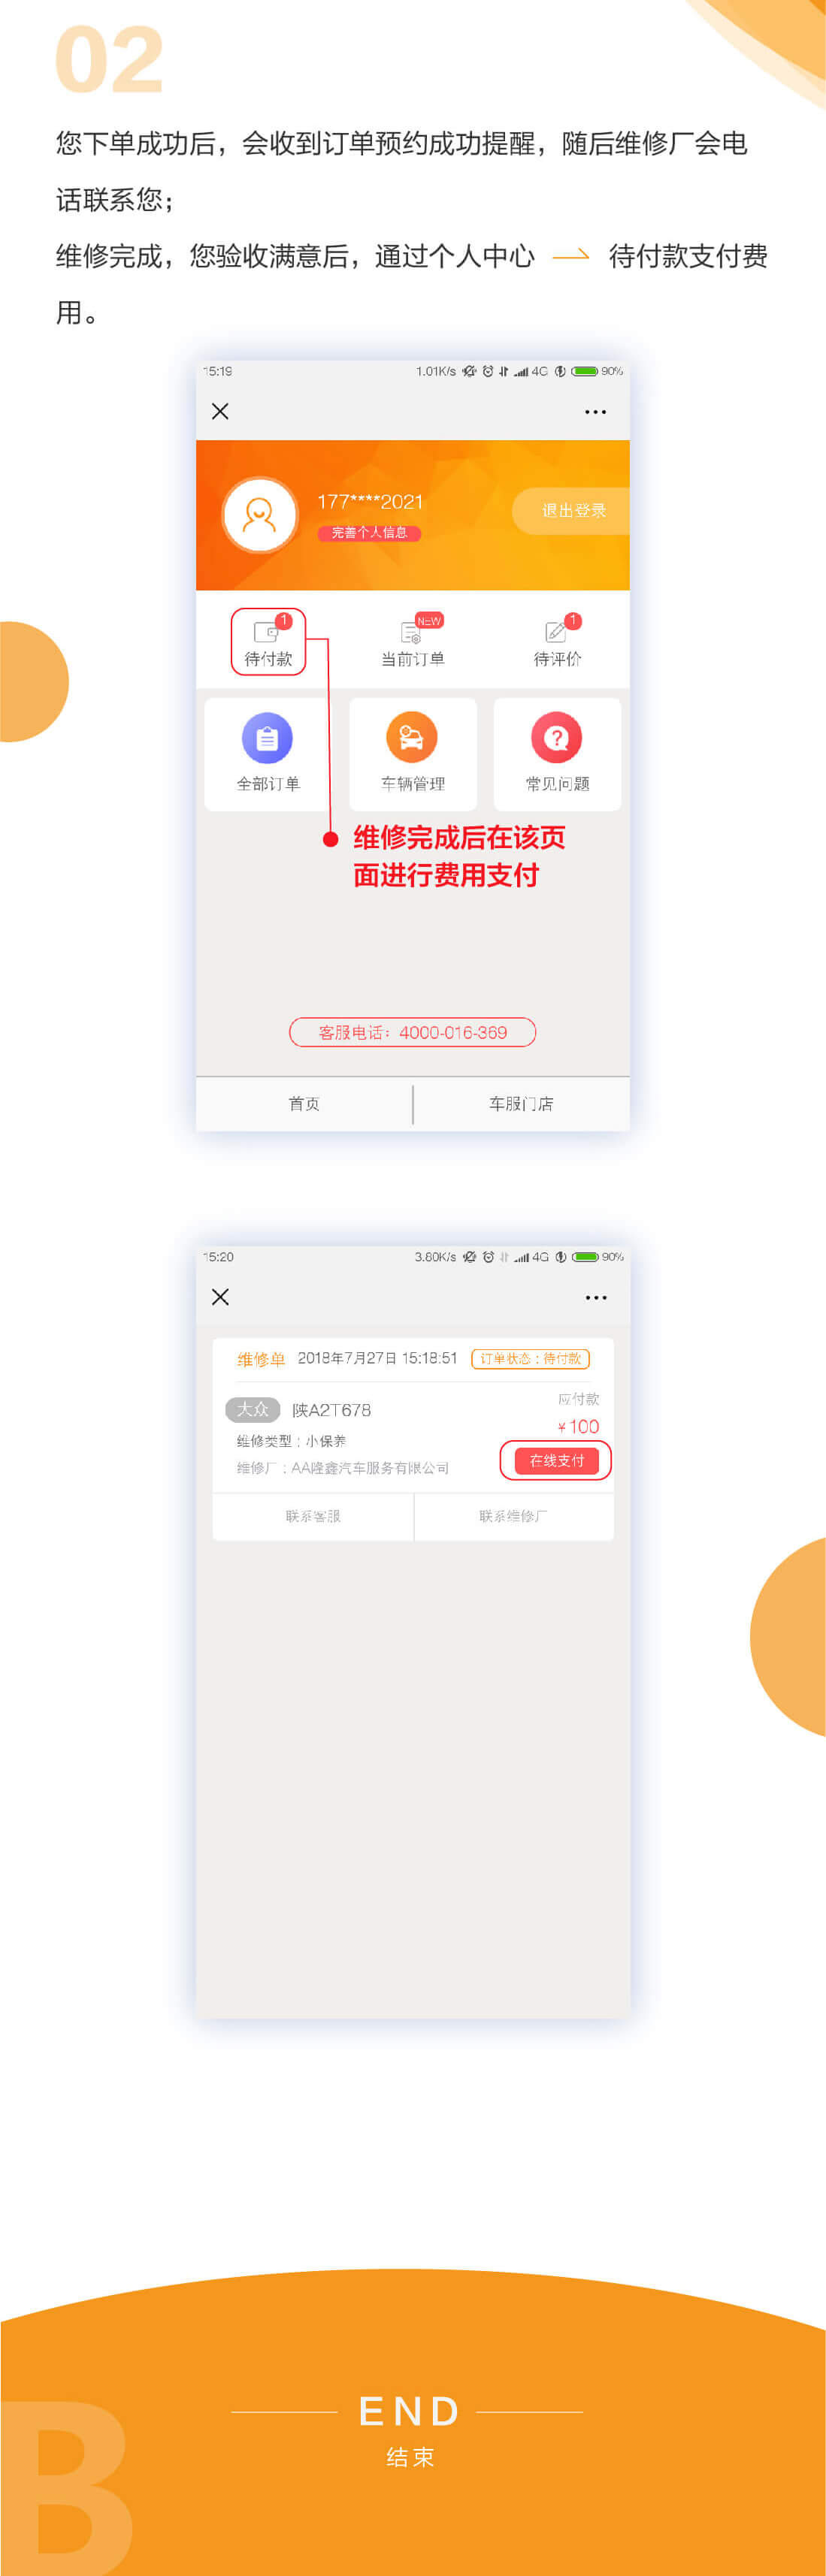 02
您下单成功后，会收到订单预约成功提醒，随后维修厂会电
话联系您；
维修完成，您验收满意后，通过个人中心 → 待付款支付费
用。
15:19 1.01K/s 4G 90%
177****2021
退出登录
完善个人信息
1 NEW 1
待付款 当前订单 待评价
全部订单 车辆管理 常见问题
维修完成后在该页
面进行费用支付
客服电话：4000-016-369
首页 车服门店
15:20 3.80K/s 4G 90%
维修单 2018年7月27日 15:18:51 订单状态：待付款
大众 陕A2T678 应付款
¥100
维修类型：小保养
维修厂：AA隆鑫汽车服务有限公司 在线支付
联系客服 联系维修厂
END
结束
B